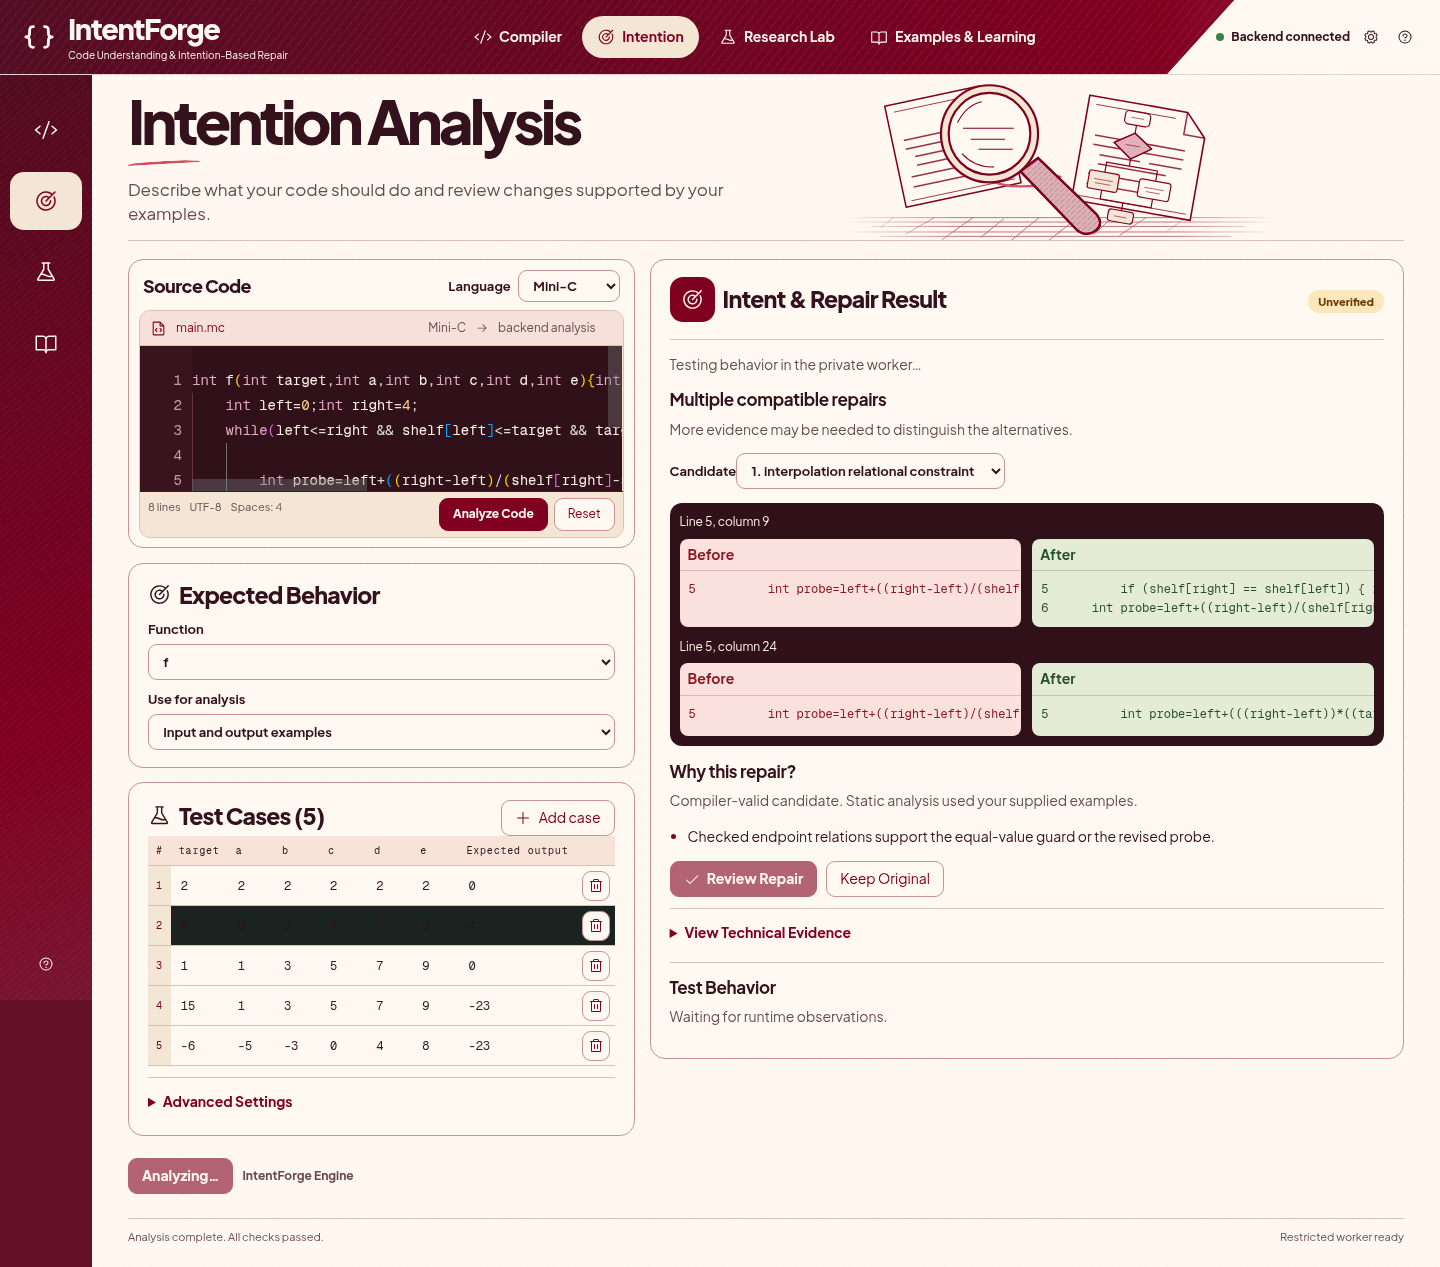 IntentForge
Code Understanding & Intention-Based Repair
Compiler
Intention
Research Lab
Examples & Learning
Backend connected
Intention Analysis
Describe what your code should do and review changes supported by your
examples.
Source Code
Language
Mini-C
main.mc
Mini-C → backend analysis
1 int f(int target,int a,int b,int c,int d,int e){int
2 int left=0;int right=4;
3 while(left<=right && shelf[left]<=target && targ
4
5 int probe=left+((right-left)/(shelf[right]-
8 lines UTF-8 Spaces: 4
Analyze Code
Reset
Expected Behavior
Function
f
Use for analysis
Input and output examples
Test Cases (5)
+ Add case
# target a b c d e Expected output
1 2 2 2 2 2 2 0
2
3 1 1 3 5 7 9 0
4 15 1 3 5 7 9 -23
5 -6 -5 -3 0 4 8 -23
Advanced Settings
Analyzing...
IntentForge Engine
Intent & Repair Result
Unverified
Testing behavior in the private worker...
Multiple compatible repairs
More evidence may be needed to distinguish the alternatives.
Candidate
1. interpolation relational constraint
Line 5, column 9
Before
5 int probe=left+((right-left)/(shelf
After
5 if (shelf[right] == shelf[left]) {
6 int probe=left+((right-left)/(shelf[rig
Line 5, column 24
Before
5 int probe=left+((right-left)/(shelf
After
5 int probe=left+(((right-left))*((ta
Why this repair?
Compiler-valid candidate. Static analysis used your supplied examples.
• Checked endpoint relations support the equal-value guard or the revised probe.
Review Repair
Keep Original
View Technical Evidence
Test Behavior
Waiting for runtime observations.
Analysis complete. All checks passed.
Restricted worker ready